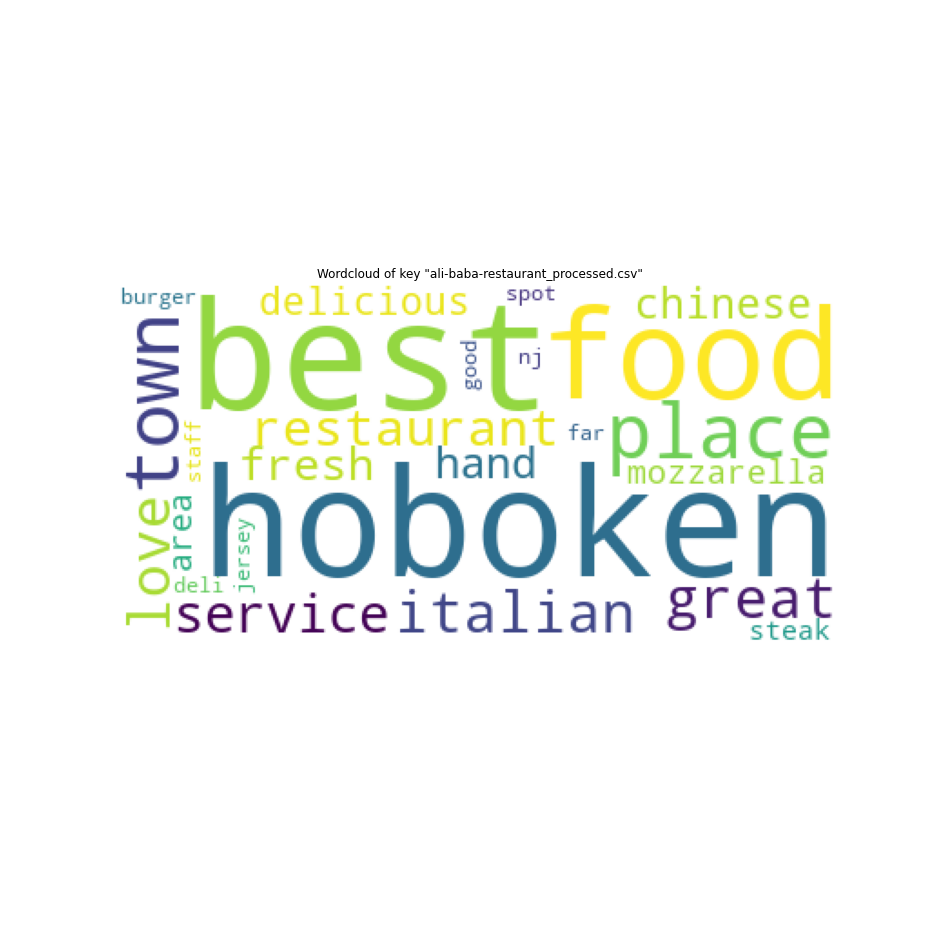 Wordcloud of key "ali-baba-restaurant_processed.csv"
burger
delicious
spot
chinese
best
food
town
good
nj
restaurant
far
place
staff
fresh
hand
mozzarella
hoboken
love
area
jersey
deli
service
italian
great
steak